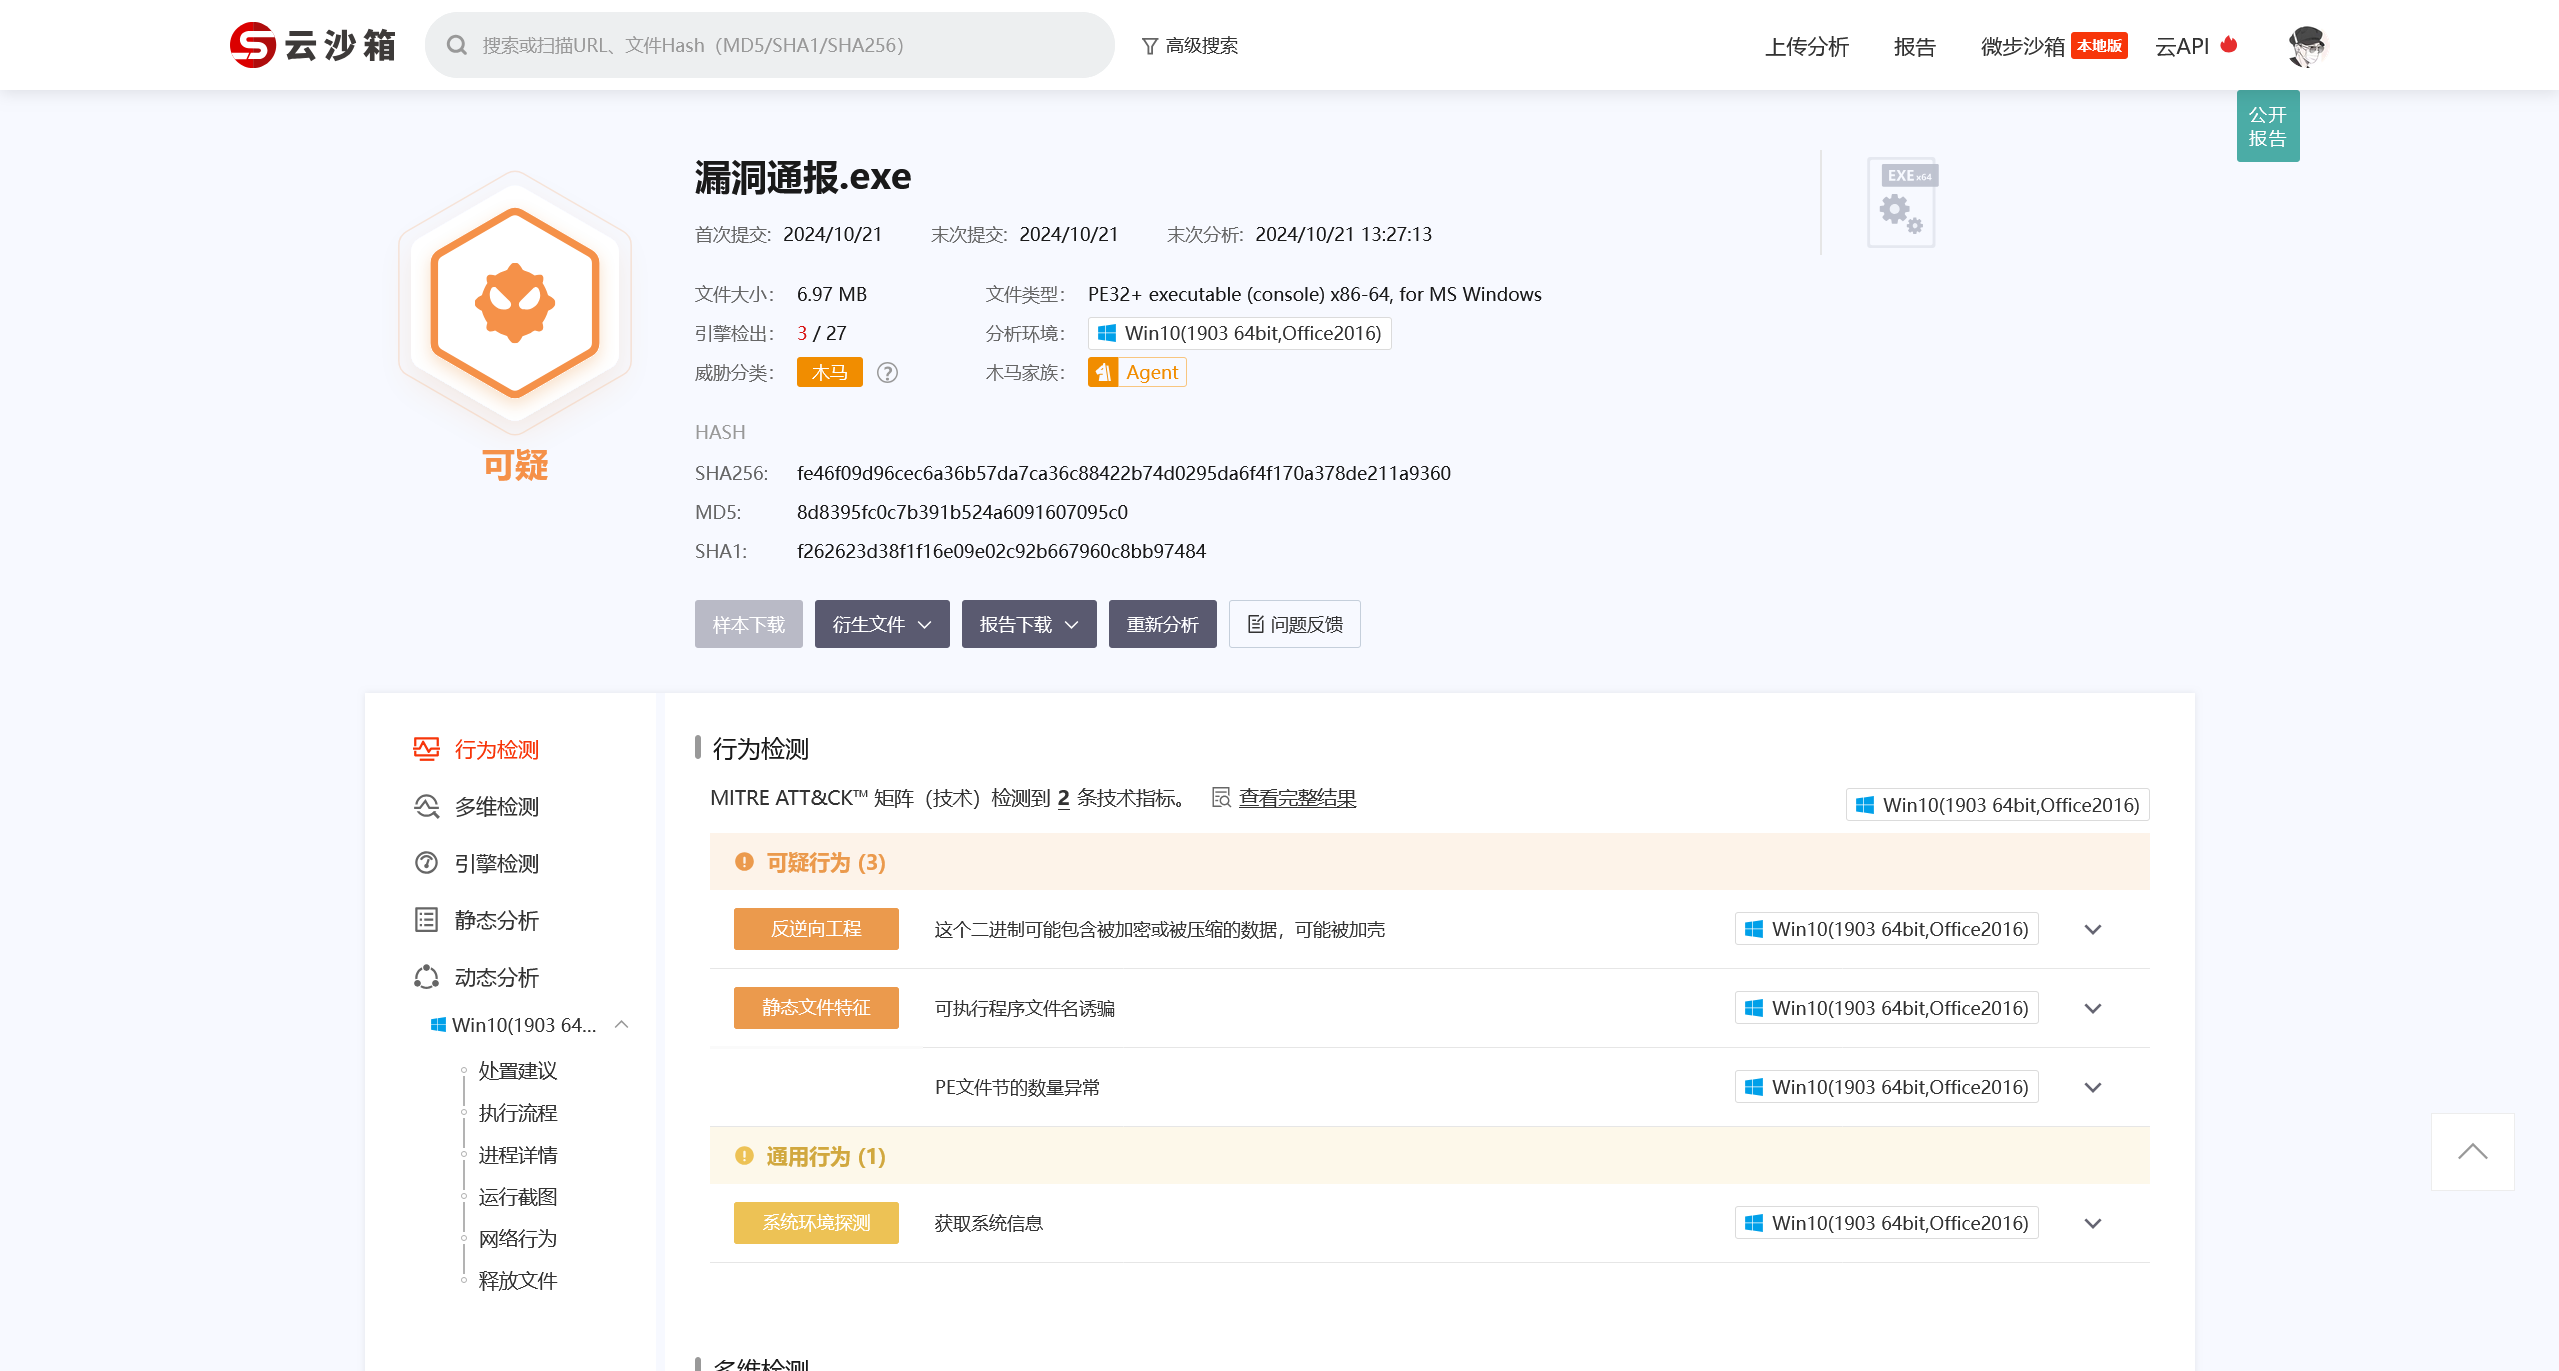 云沙箱
搜索或扫描URL、文件Hash（MD5/SHA1/SHA256）
高级搜索
上传分析
报告
微步沙箱 本地版
云API
公开
报告
漏洞通报.exe
EXE x64
首次提交: 2024/10/21 末次提交: 2024/10/21 末次分析: 2024/10/21 13:27:13
文件大小: 6.97 MB 文件类型: PE32+ executable (console) x86-64, for MS Windows
引擎检出: 3 / 27 分析环境: Win10(1903 64bit,Office2016)
威胁分类: 木马 ? 木马家族: Agent
可疑
HASH
SHA256: fe46f09d96cec6a36b57da7ca36c88422b74d0295da6f4f170a378de211a9360
MD5: 8d8395fc0c7b391b524a6091607095c0
SHA1: f262623d38f1f16e09e02c92b667960c8bb97484
样本下载 衍生文件 报告下载 重新分析 问题反馈
行为检测
多维检测
引擎检测
静态分析
动态分析
Win10(1903 64...
处置建议
执行流程
进程详情
运行截图
网络行为
释放文件
行为检测
MITRE ATT&CK™ 矩阵（技术）检测到 2 条技术指标。 查看完整结果
Win10(1903 64bit,Office2016)
可疑行为 (3)
反逆向工程 这个二进制可能包含被加密或被压缩的数据，可能被加壳 Win10(1903 64bit,Office2016)
静态文件特征 可执行程序文件名诱骗 Win10(1903 64bit,Office2016)
PE文件节的数量异常 Win10(1903 64bit,Office2016)
通用行为 (1)
系统环境探测 获取系统信息 Win10(1903 64bit,Office2016)
多维检测